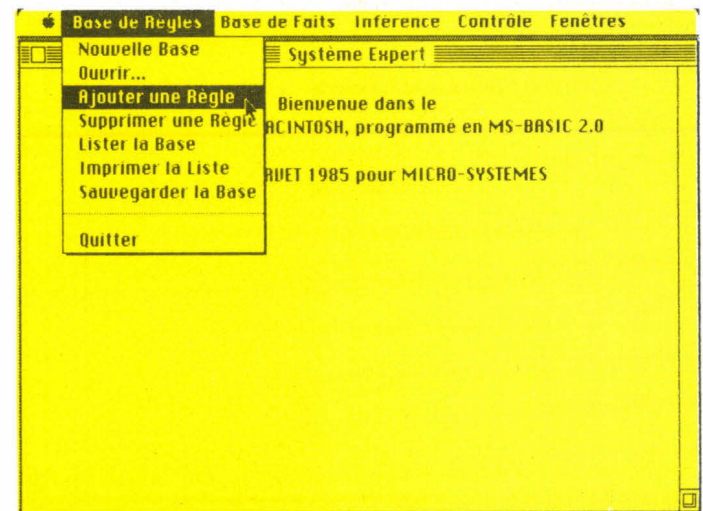 Base de Règles Base de Faits Inférence Contrôle Fenêtres
Système Expert
Nouvelle Base
Ouvrir...
Ajouter une Règle
Supprimer une Règle
Lister la Base
Imprimer la Liste
Sauvegarder la Base
Quitter
Bienvenue dans le
ACINTOSH, programmé en MS-BASIC 2.0
RVET 1985 pour MICRO-SYSTEMES